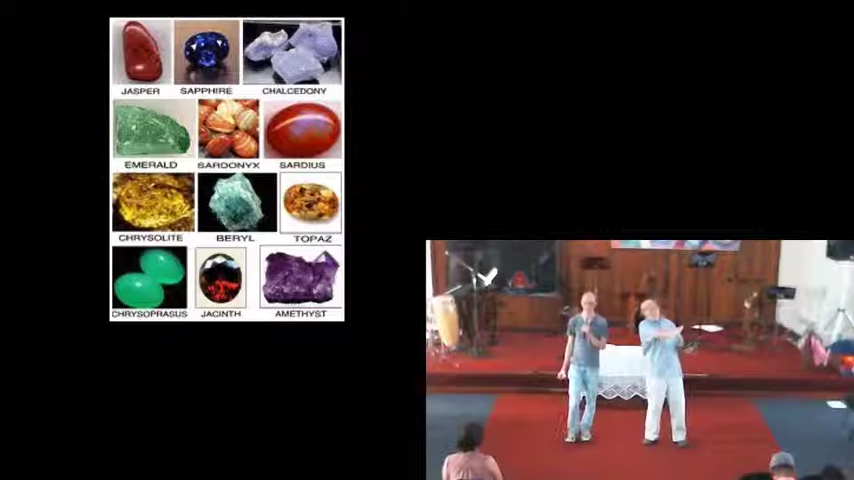 JASPER SAPPHIRE CHALCEDONY
EMERALD SARDONYX SARDIUS
CHRYSOLITE BERYL TOPAZ
CHRYSOPRASUS JACINTH AMETHYST